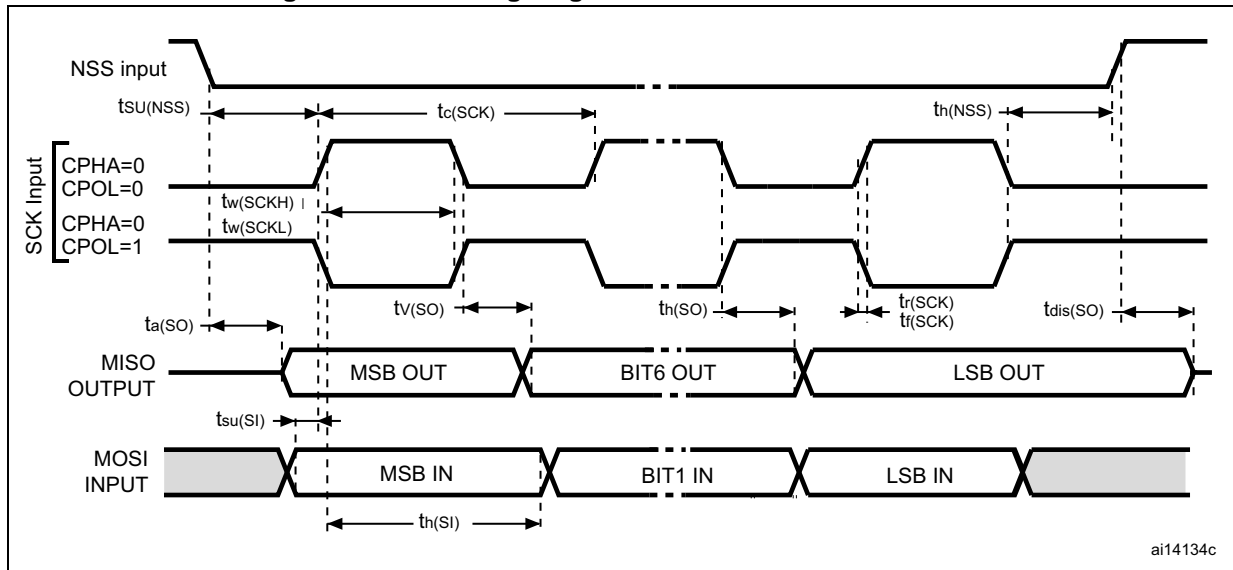 NSS input
tSU(NSS)
tc(SCK)
th(NSS)
SCK Input
CPHA=0
CPOL=0
tw(SCKH)
CPHA=0
tw(SCKL)
CPOL=1
ta(SO)
tV(SO)
th(SO)
tr(SCK)
tf(SCK)
tdis(SO)
MISO
OUTPUT
MSB OUT
BIT6 OUT
LSB OUT
tsu(SI)
MOSI
INPUT
MSB IN
BIT1 IN
LSB IN
th(SI)
ai14134c